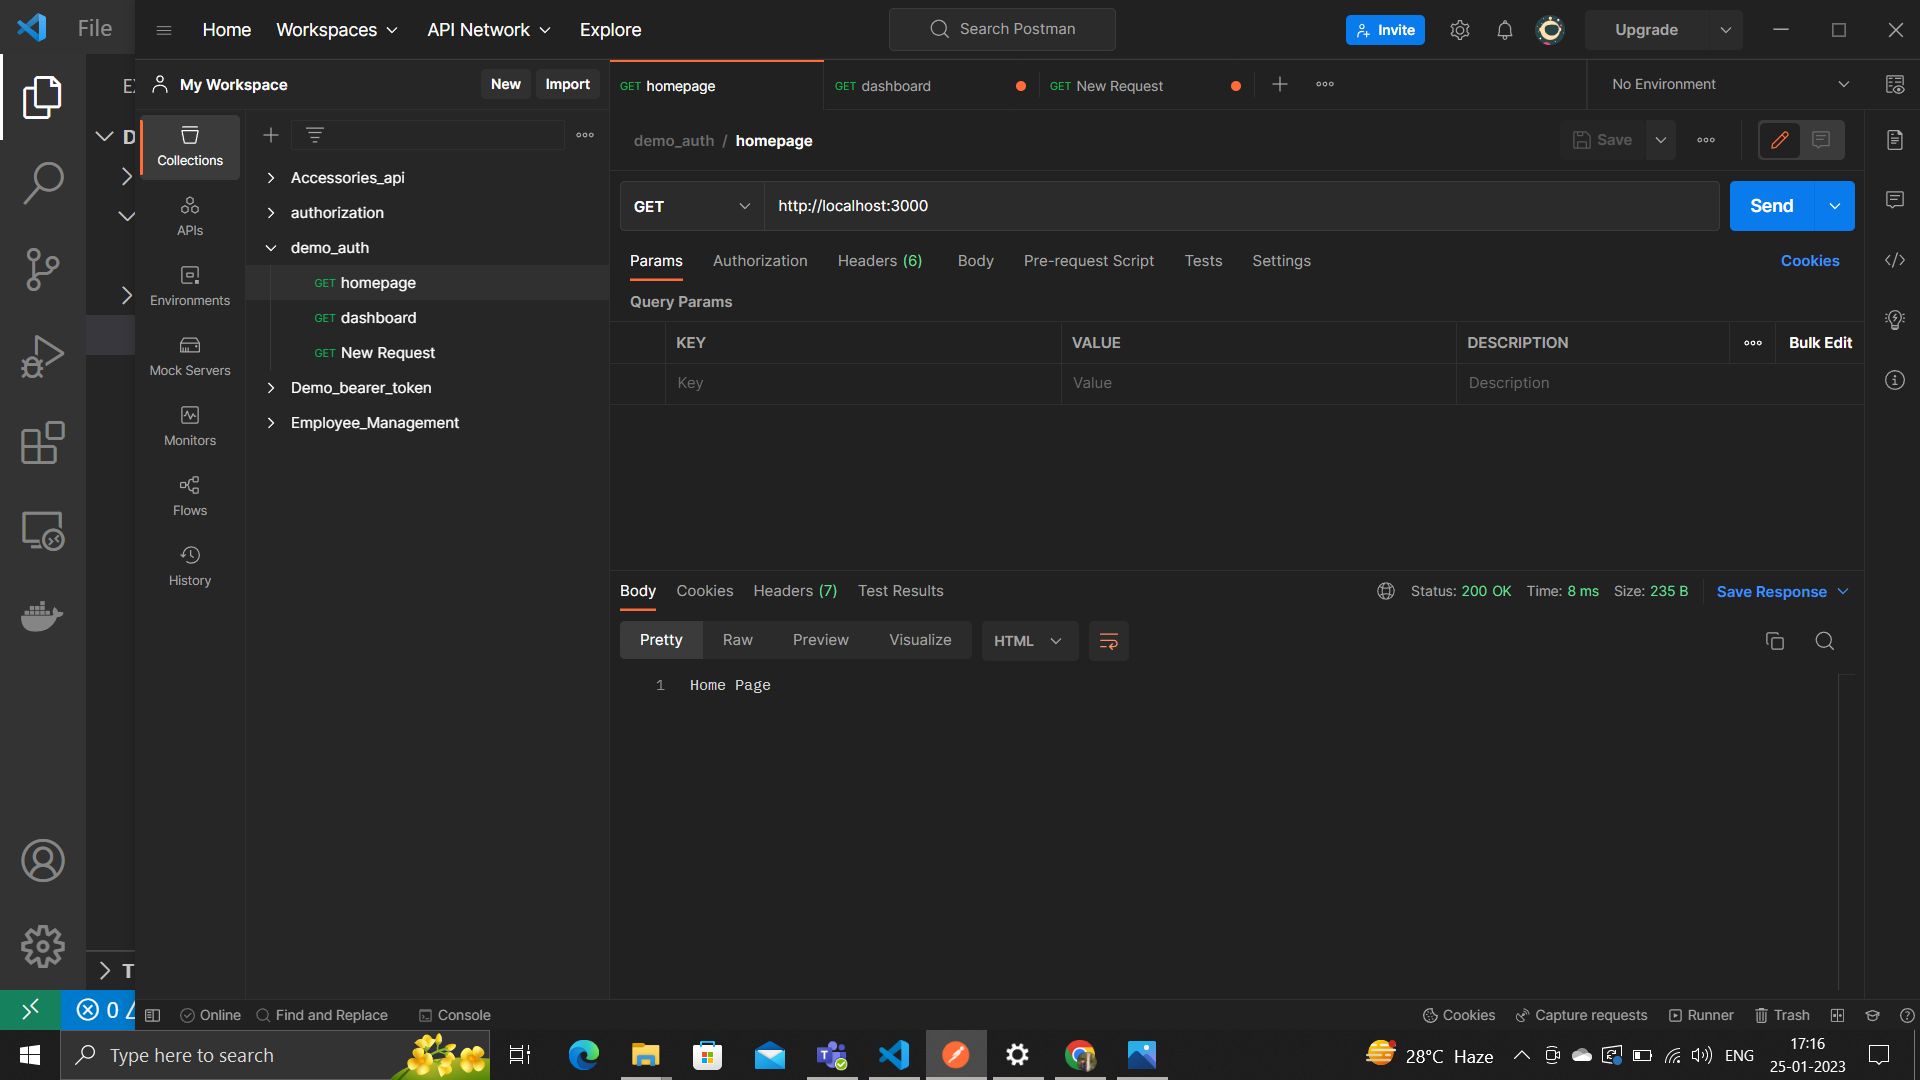 File
Home
Workspaces
API Network
Explore
Search Postman
Invite
Upgrade
My Workspace
New
Import
GET homepage
GET dashboard
GET New Request
No Environment
Collections
APIs
Environments
Mock Servers
Monitors
Flows
History
Accessories_api
authorization
demo_auth
GET homepage
GET dashboard
GET New Request
Demo_bearer_token
Employee_Management
demo_auth / homepage
Save
GET
http://localhost:3000
Send
Params
Authorization
Headers (6)
Body
Pre-request Script
Tests
Settings
Cookies
Query Params
KEY
VALUE
DESCRIPTION
Bulk Edit
Key
Value
Description
Body
Cookies
Headers (7)
Test Results
Status: 200 OK
Time: 8 ms
Size: 235 B
Save Response
Pretty
Raw
Preview
Visualize
HTML
1 Home Page
0
Online
Find and Replace
Console
Cookies
Capture requests
Runner
Trash
Type here to search
28°C Haze
ENG
17:16
25-01-2023